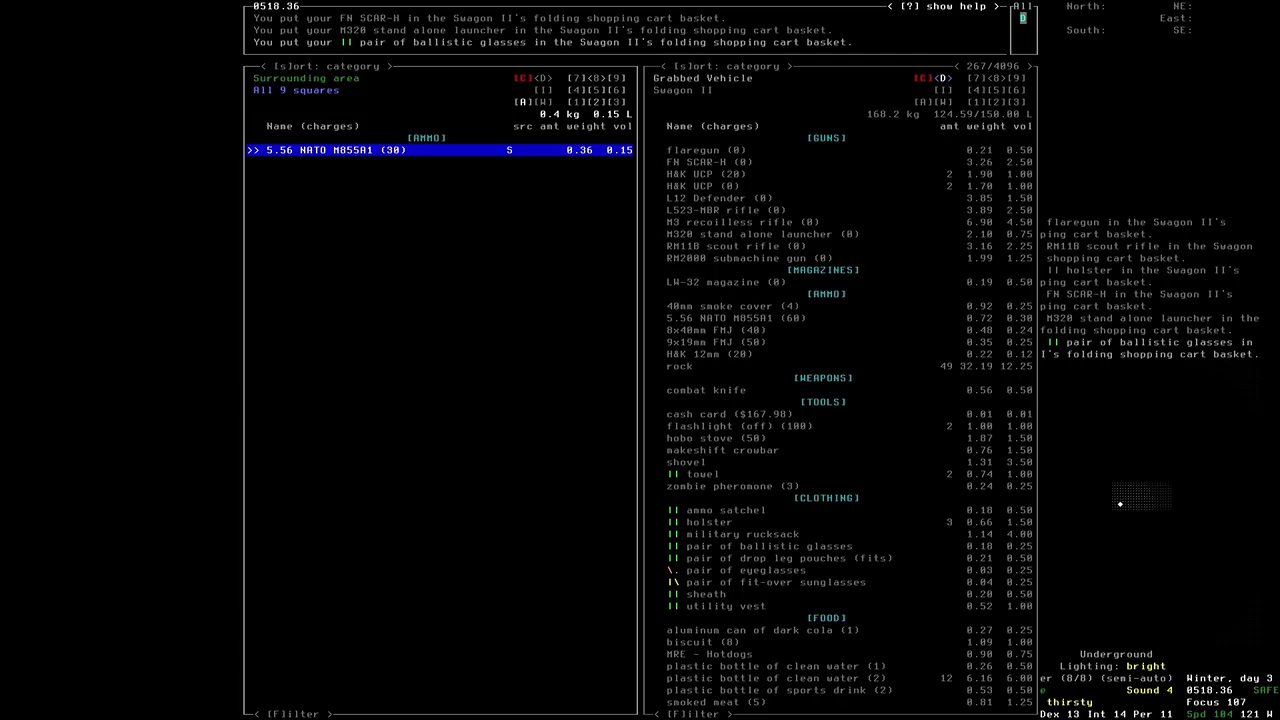 0518.36 < [?] show help > All
You put your FN SCAR-H in the Swagon II's folding shopping cart basket. D
You put your M320 stand alone launcher in the Swagon II's folding shopping cart basket.
You put your || pair of ballistic glasses in the Swagon II's folding shopping cart basket.
North: NE:
East:
South: SE:
< [s]ort: category >
Surrounding area [C]<D> [7]<8>[9]
All 9 squares [I] [4][5][6]
[A][W] [1][2][3]
0.4 kg 0.15 L
Name (charges) src amt weight vol
[AMMO]
>> 5.56 NATO M855A1 (30) S 0.36 0.15
< [F]ilter >
< [s]ort: category > < 267/4096 >
Grabbed Vehicle [C]<D> [7]<8>[9]
Swagon II [I] [4][5][6]
[A][W] [1][2][3]
168.2 kg 124.59/150.00 L
Name (charges) amt weight vol
[GUNS]
flaregun (0) 0.21 0.50
FN SCAR-H (0) 3.26 2.50
H&K UCP (20) 2 1.90 1.00
H&K UCP (0) 2 1.70 1.00
L12 Defender (0) 3.85 1.50
L523-MBR rifle (0) 3.89 2.50
M3 recoilless rifle (0) 6.90 4.50
M320 stand alone launcher (0) 2.10 0.75
RM11B scout rifle (0) 3.16 2.25
RM2000 submachine gun (0) 1.99 1.25
[MAGAZINES]
LW-32 magazine (0) 0.19 0.50
[AMMO]
40mm smoke cover (4) 0.92 0.25
5.56 NATO M855A1 (60) 0.72 0.30
8x40mm FMJ (40) 0.48 0.24
9x19mm FMJ (50) 0.35 0.25
H&K 12mm (20) 0.22 0.12
rock 49 32.19 12.25
[WEAPONS]
combat knife 0.56 0.50
[TOOLS]
cash card ($167.98) 0.01 0.01
flashlight (off) (100) 2 1.00 1.00
hobo stove (50) 1.87 1.50
makeshift crowbar 0.76 1.50
shovel 1.31 3.50
|| towel 2 0.74 1.00
zombie pheromone (3) 0.24 0.25
[CLOTHING]
|| ammo satchel 0.18 0.50
|| holster 3 0.66 1.50
|| military rucksack 1.14 4.00
|| pair of ballistic glasses 0.18 0.25
|| pair of drop leg pouches (fits) 0.21 0.50
\. pair of eyeglasses 0.03 0.25
|\ pair of fit-over sunglasses 0.04 0.25
|| sheath 0.20 0.50
|| utility vest 0.52 1.00
[FOOD]
aluminum can of dark cola (1) 0.27 0.25
biscuit (8) 1.09 1.00
MRE - Hotdogs 0.90 0.75
plastic bottle of clean water (1) 0.26 0.50
plastic bottle of clean water (2) 12 6.16 6.00
plastic bottle of sports drink (2) 0.53 0.50
smoked meat (5) 0.81 1.25
< [F]ilter >
flaregun in the Swagon II's
ping cart basket.
RM11B scout rifle in the Swagon
shopping cart basket.
|| holster in the Swagon II's
ping cart basket.
FN SCAR-H in the Swagon II's
ping cart basket.
M320 stand alone launcher in the
folding shopping cart basket.
|| pair of ballistic glasses in
I's folding shopping cart basket.
Underground
Lighting: bright
er (8/8) (semi-auto) Winter, day 3
e Sound 4 0518.36 SAFE
thirsty Focus 107
Dex 13 Int 14 Per 11 Spd 104 121 W